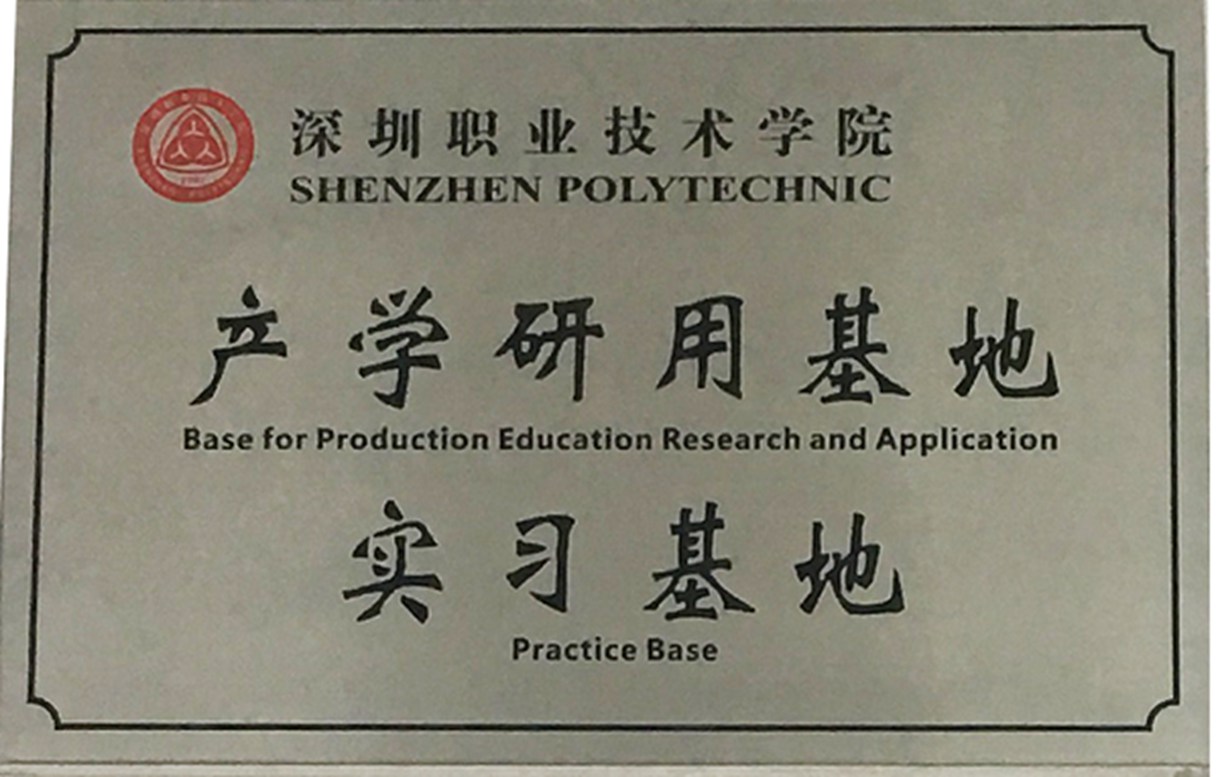 深圳职业技术学院
SHENZHEN POLYTECHNIC
产学研用基地
Base for Production Education Research and Application
实习基地
Practice Base